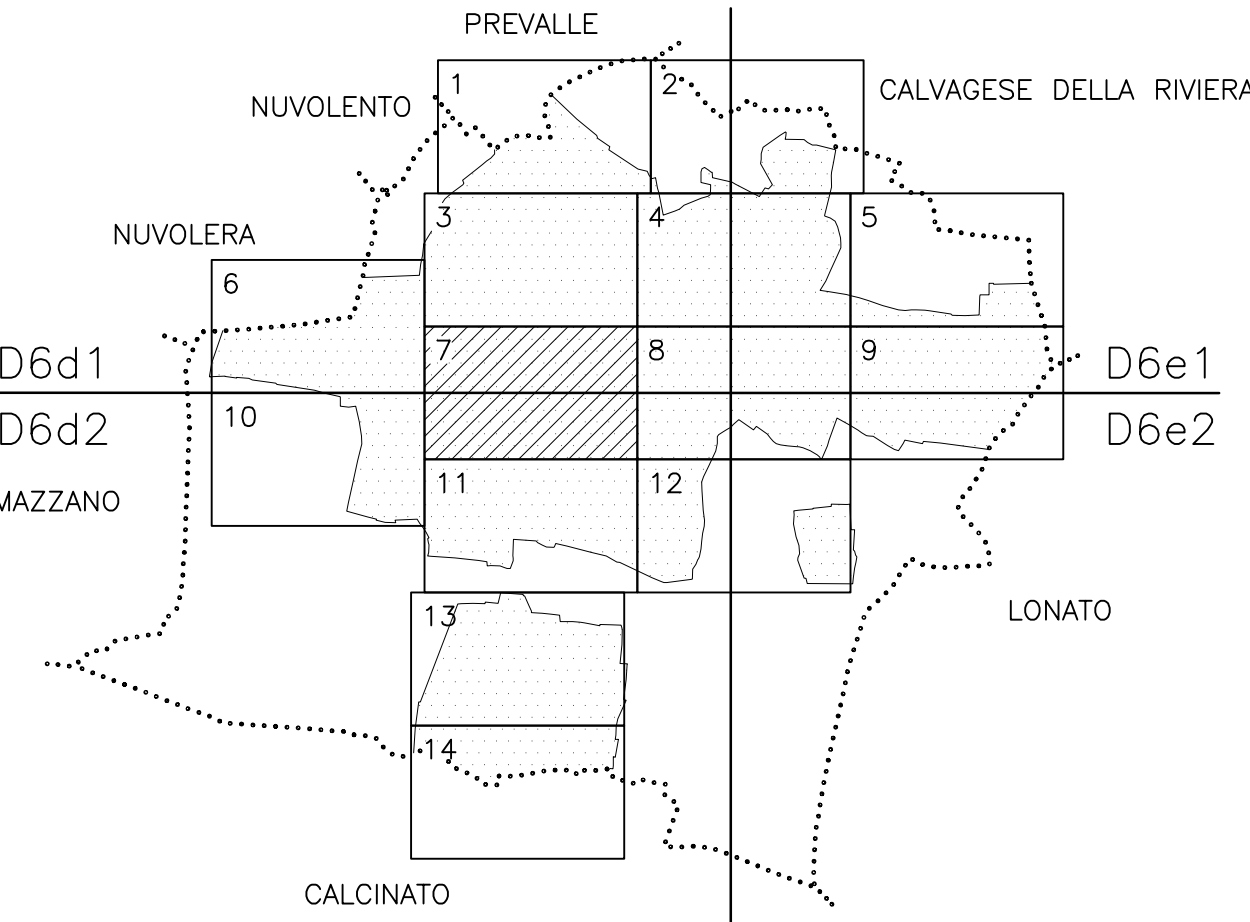 PREVALLE
1
2
CALVAGESE DELLA RIVIERA
NUVOLENTO
3
4
5
NUVOLERA
6
7
8
9
D6d1
D6e1
D6d2
10
D6e2
11
12
MAZZANO
LONATO
13
14
CALCINATO